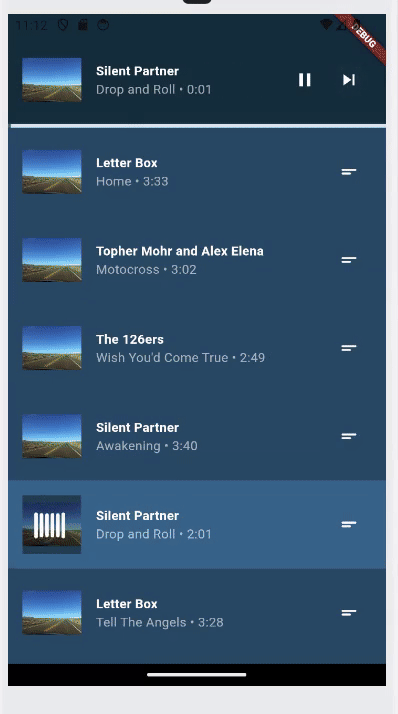 11:12
DEBUG
Silent Partner
Drop and Roll • 0:01
Letter Box
Home • 3:33
Topher Mohr and Alex Elena
Motocross • 3:02
The 126ers
Wish You'd Come True • 2:49
Silent Partner
Awakening • 3:40
Silent Partner
Drop and Roll • 2:01
Letter Box
Tell The Angels • 3:28